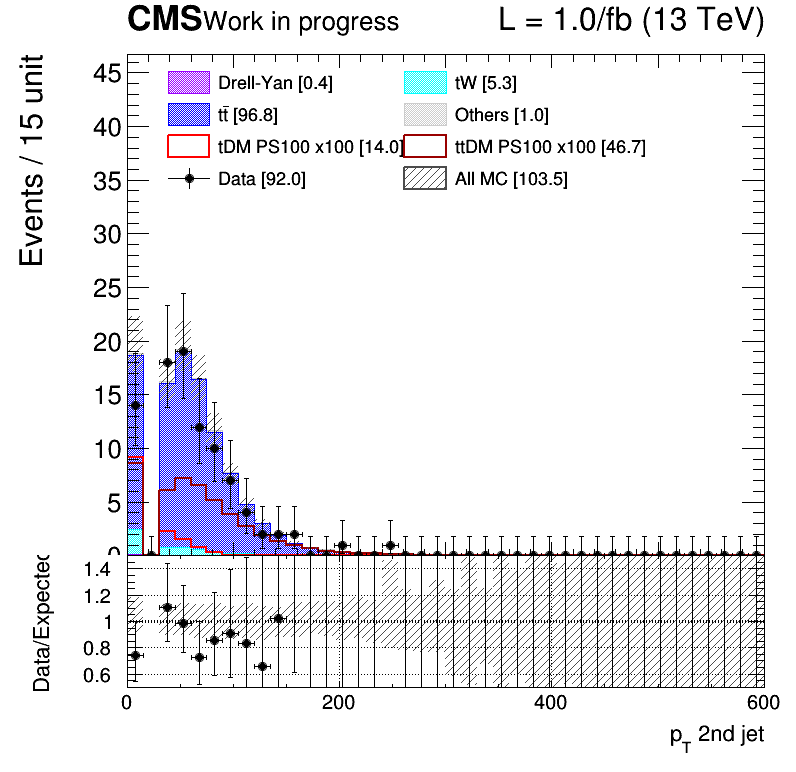 CMS Work in progress L = 1.0/fb (13 TeV)
Events / 15 unit
45
40
35
30
25
20
15
10
5
0
Drell-Yan [0.4] tW [5.3]
tt̄ [96.8] Others [1.0]
tDM PS100 x100 [14.0] ttDM PS100 x100 [46.7]
Data [92.0] All MC [103.5]
Data/Expected
1.4
1.2
1
0.8
0.6
0 200 400 600
pT 2nd jet